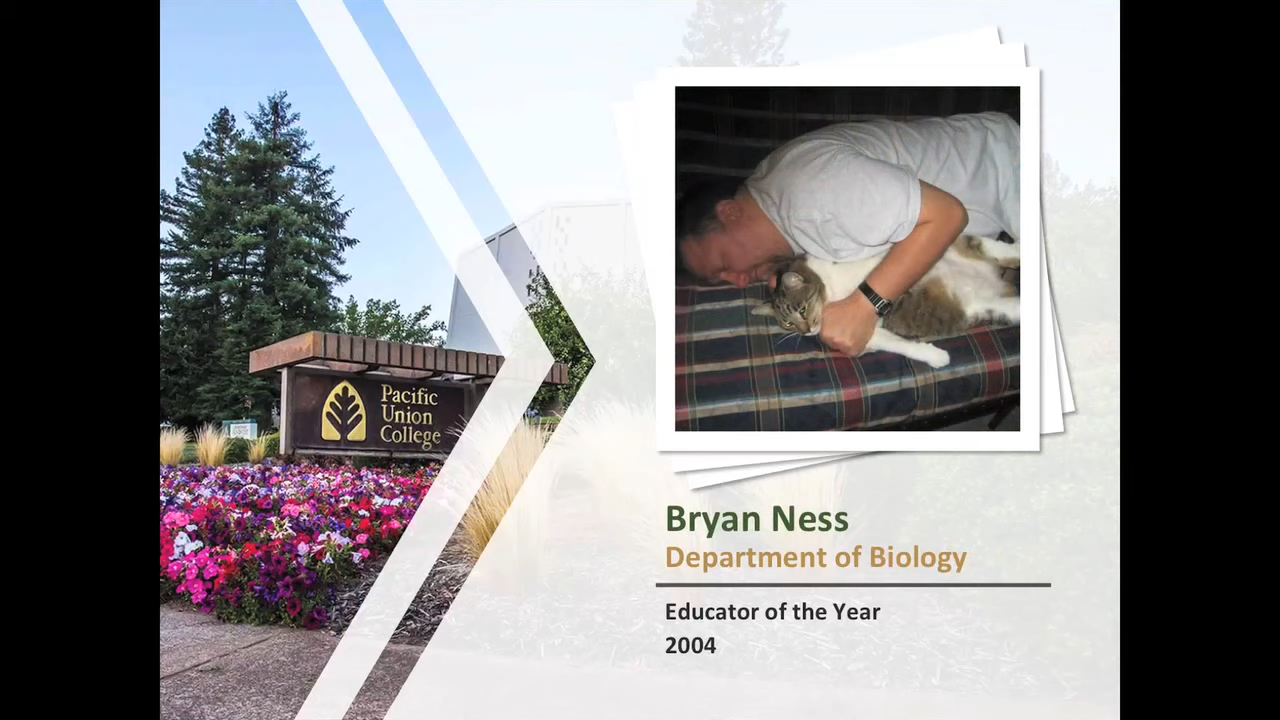 Pacific
Union
College
Bryan Ness
Department of Biology
Educator of the Year
2004